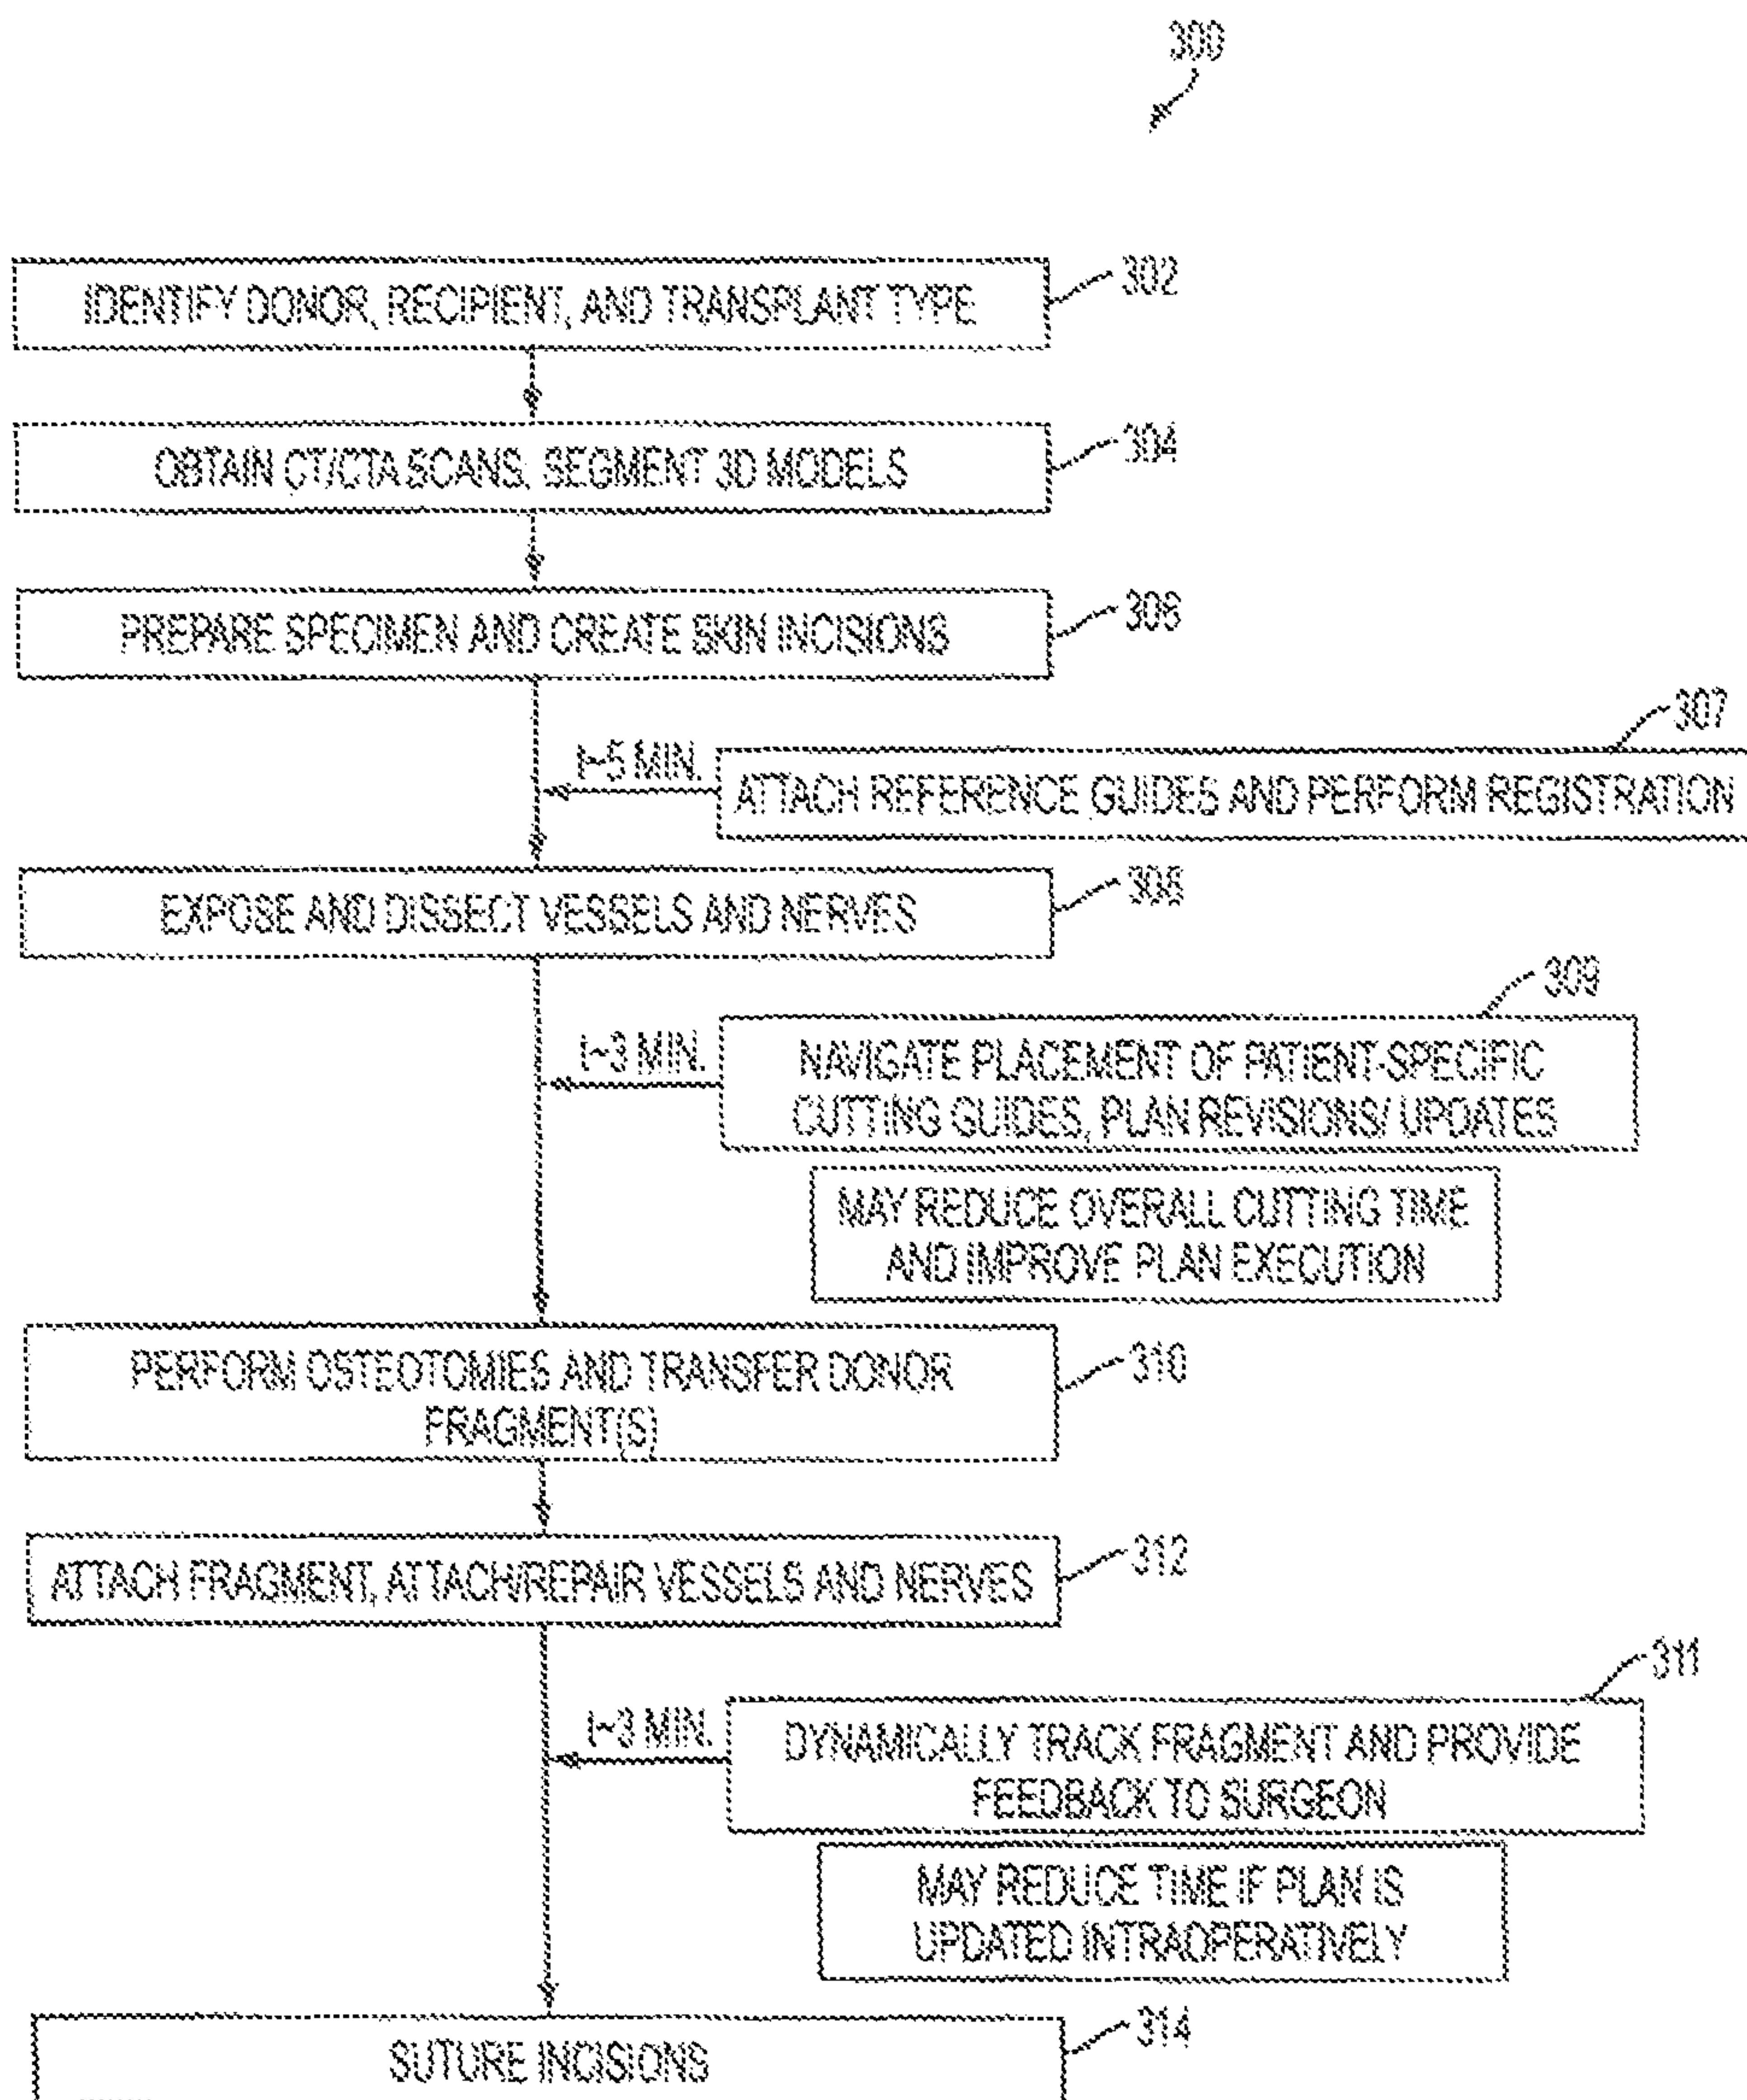 300
IDENTIFY DONOR, RECIPIENT, AND TRANSPLANT TYPE
302
OBTAIN CT/CTA SCANS, SEGMENT 3D MODELS
304
PREPARE SPECIMEN AND CREATE SKIN INCISIONS
306
307
t~5 MIN.
ATTACH REFERENCE GUIDES AND PERFORM REGISTRATION
EXPOSE AND DISSECT VESSELS AND NERVES
308
309
t~3 MIN.
NAVIGATE PLACEMENT OF PATIENT-SPECIFIC
CUTTING GUIDES, PLAN REVISIONS/ UPDATES
MAY REDUCE OVERALL CUTTING TIME
AND IMPROVE PLAN EXECUTION
PERFORM OSTEOTOMIES AND TRANSFER DONOR
FRAGMENT(S)
310
ATTACH FRAGMENT, ATTACH/REPAIR VESSELS AND NERVES
312
311
t~3 MIN.
DYNAMICALLY TRACK FRAGMENT AND PROVIDE
FEEDBACK TO SURGEON
MAY REDUCE TIME IF PLAN IS
UPDATED INTRAOPERATIVELY
SUTURE INCISIONS
314